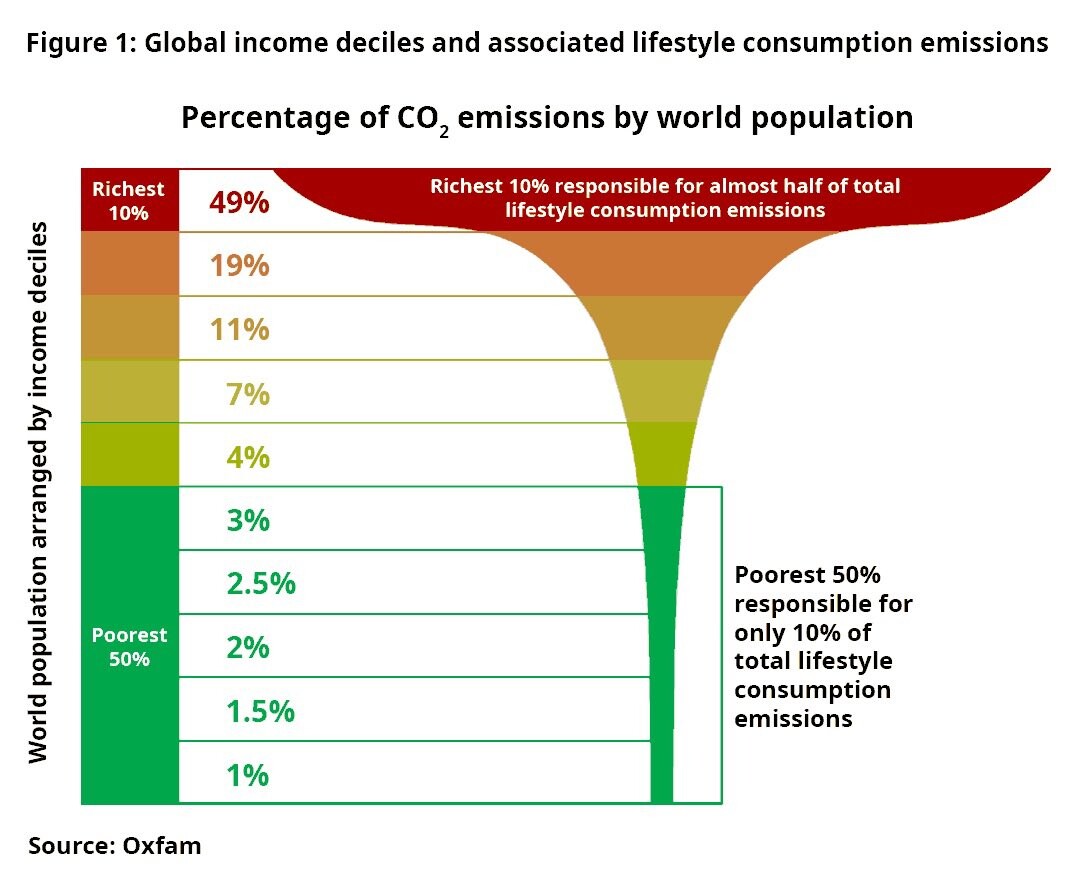 Figure 1: Global income deciles and associated lifestyle consumption emissions
Percentage of CO₂ emissions by world population
World population arranged by income deciles
Richest
10%
49%
Richest 10% responsible for almost half of total
lifestyle consumption emissions
19%
11%
7%
4%
Poorest
50%
3%
2.5%
2%
1.5%
1%
Poorest 50%
responsible for
only 10% of
total lifestyle
consumption
emissions
Source: Oxfam